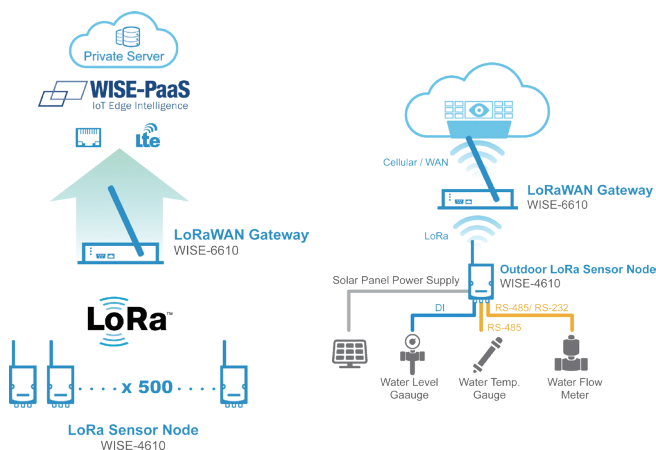 Private Server
WISE-PaaS
IoT Edge Intelligence
lte
LoRaWAN Gateway
WISE-6610
LoRa™
x 500
LoRa Sensor Node
WISE-4610
Cellular / WAN
LoRaWAN Gateway
WISE-6610
LoRa
Outdoor LoRa Sensor Node
WISE-4610
Solar Panel Power Supply
DI
RS-485/ RS-232
RS-485
Water Level
Gaauge
Water Temp.
Gauge
Water Flow
Meter